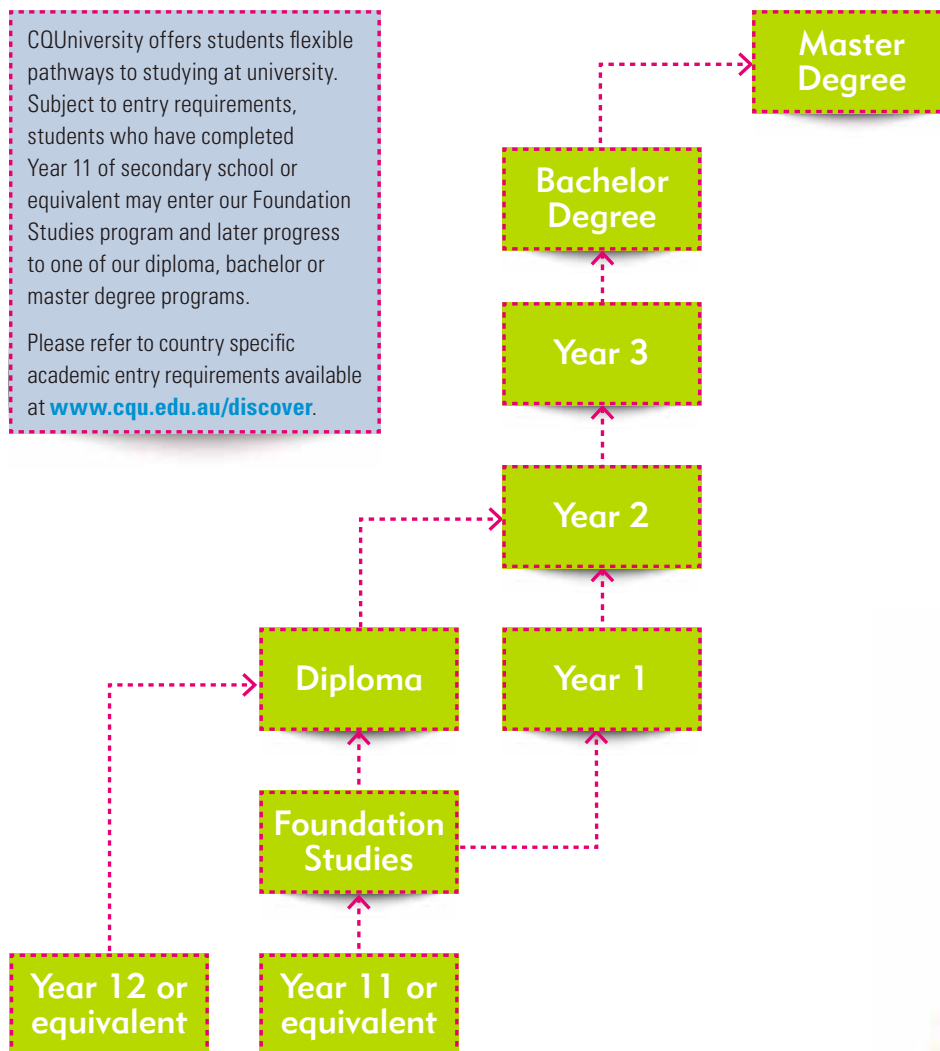 CQUniversity offers students flexible
pathways to studying at university.
Subject to entry requirements,
students who have completed
Year 11 of secondary school or
equivalent may enter our Foundation
Studies program and later progress
to one of our diploma, bachelor or
master degree programs.
Please refer to country specific
academic entry requirements available
at www.cqu.edu.au/discover.
Master
Degree
Bachelor
Degree
Year 3
Year 2
Diploma
Year 1
Foundation
Studies
Year 12 or
equivalent
Year 11 or
equivalent